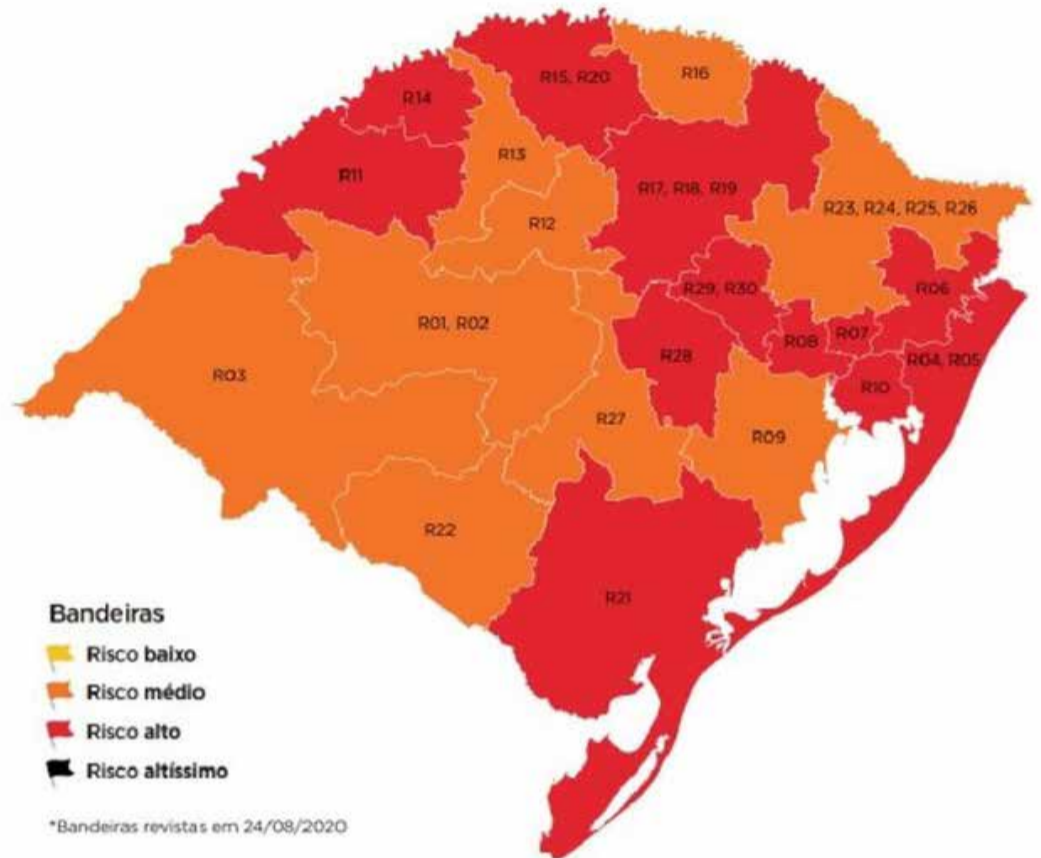 R16
R15, R20
R14
R13
R11
R17, R18, R19
R23, R24, R25, R26
R12
R29, R30
R06
R01, R02
R08
R07
R28
R04, R05
R03
R10
R27
R09
R22
R21
Bandeiras
Risco baixo
Risco médio
Risco alto
Risco altíssimo
*Bandeiras revistas em 24/08/2020